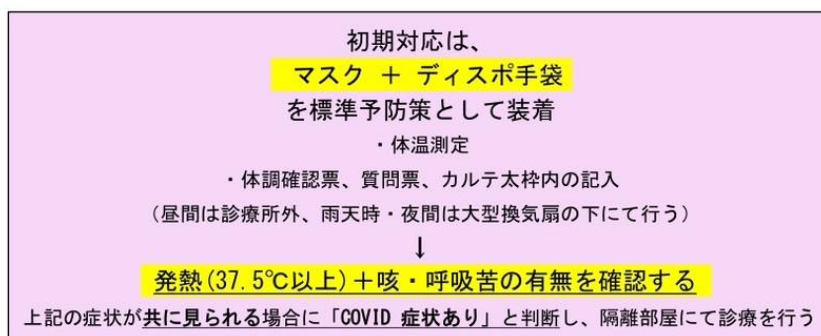 初期対応は、
マスク ＋ ディスポ手袋
を標準予防策として装着
・体温測定
・体調確認票、質問票、カルテ太枠内の記入
（昼間は診療所外、雨天時・夜間は大型換気扇の下にて行う）
↓
発熱(37.5℃以上)＋咳・呼吸苦の有無を確認する
上記の症状が共に見られる場合に「COVID 症状あり」と判断し、隔離部屋にて診療を行う